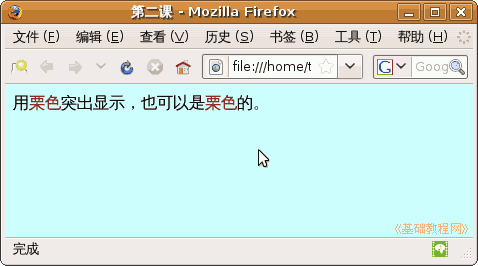 第二课 - Mozilla Firefox
文件 (F) 编辑 (E) 查看 (V) 历史 (S) 书签 (B) 工具 (T) 帮助 (H)
file:///home/t G Goog
用栗色突出显示，也可以是栗色的。
《基础教程网》
完成